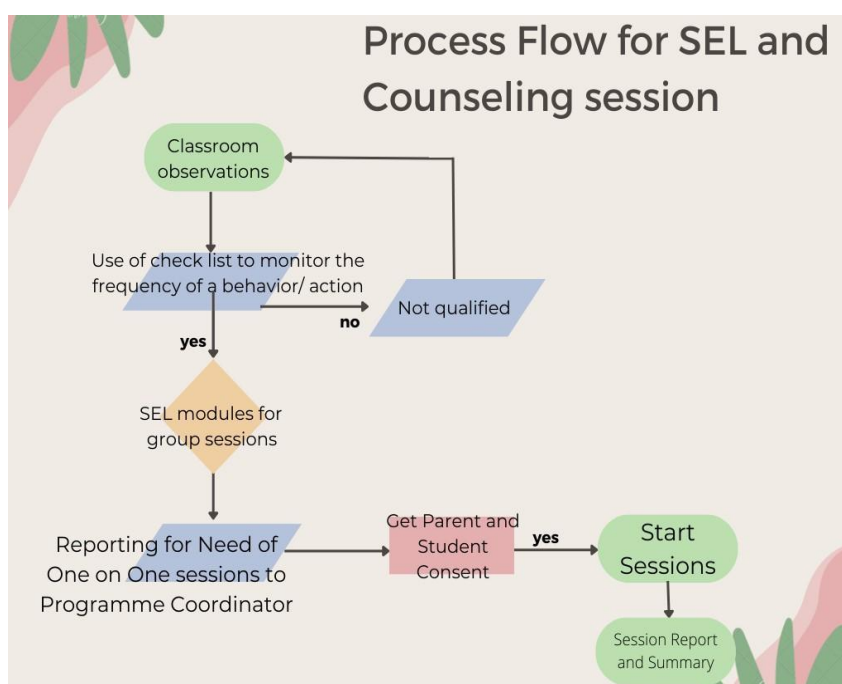 Process Flow for SEL and
Counseling session
Classroom
observations
Use of check list to monitor the
frequency of a behavior/ action
no
Not qualified
yes
SEL modules for
group sessions
Reporting for Need of
One on One sessions to
Programme Coordinator
Get Parent and
Student
Consent
yes
Start
Sessions
Session Report
and Summary